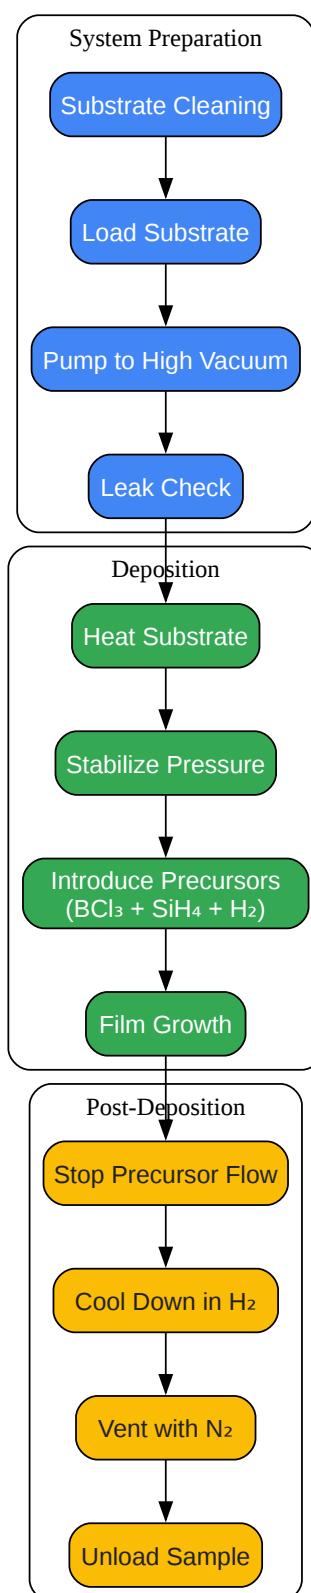 System Preparation
Substrate Cleaning
Load Substrate
Pump to High Vacuum
Leak Check
Deposition
Heat Substrate
Stabilize Pressure
Introduce Precursors
(BCl₃ + SiH₄ + H₂)
Film Growth
Post-Deposition
Stop Precursor Flow
Cool Down in H₂
Vent with N₂
Unload Sample